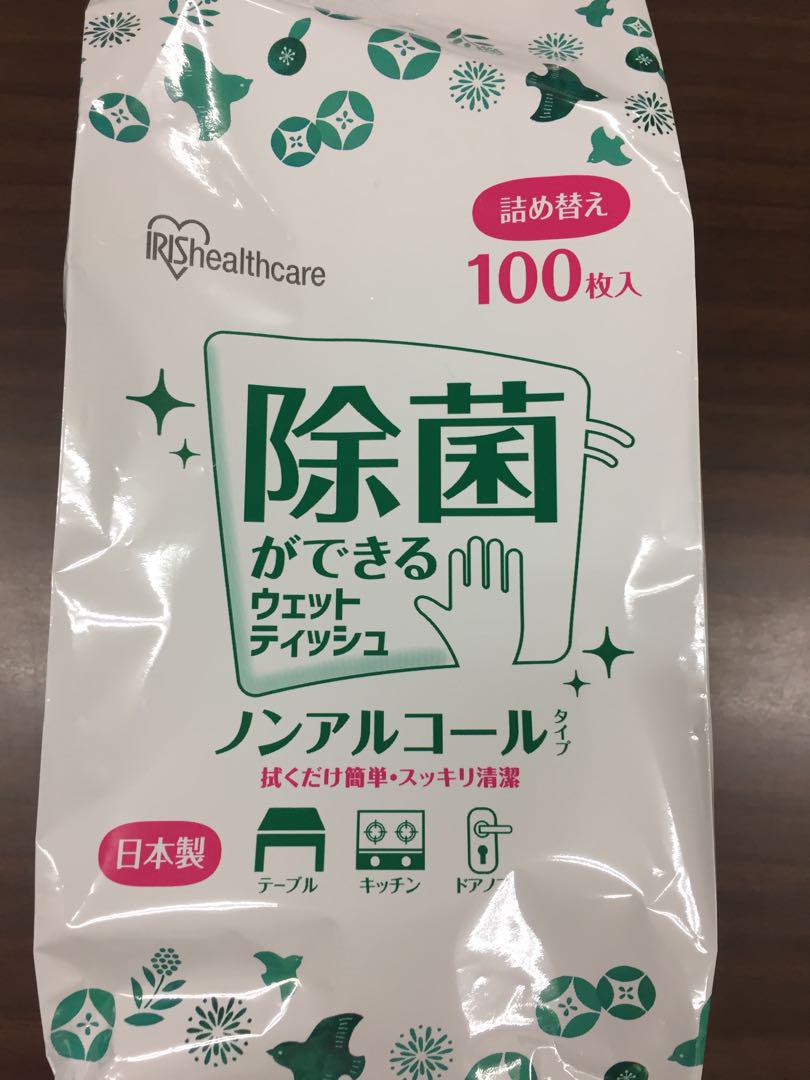 IRIShealthcare
詰め替え
100枚入
除菌
ができる
ウェット
ティッシュ
ノンアルコールタイプ
拭くだけ簡単・スッキリ清潔
日本製
テーブル
キッチン